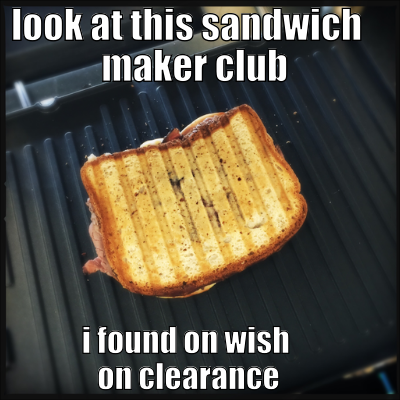 look at this sandwich
maker club
i found on wish
on clearance